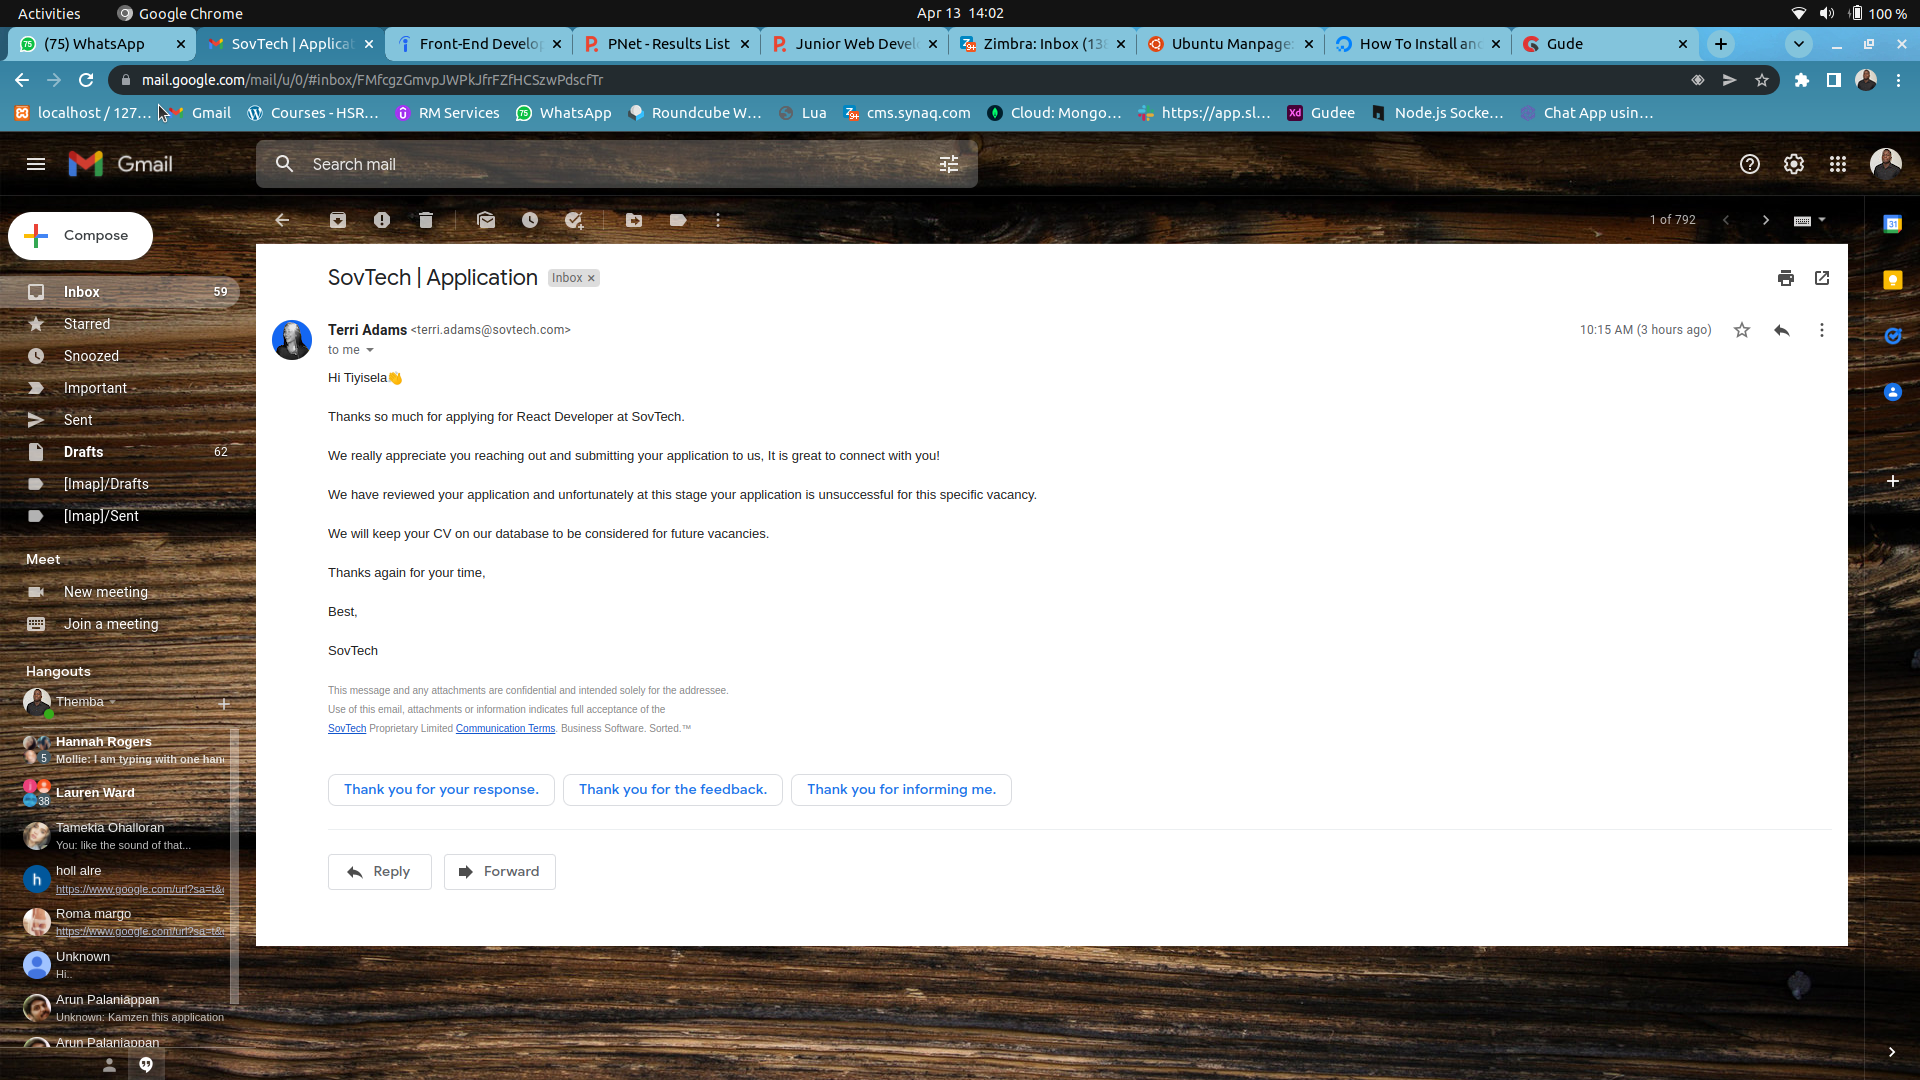 Activities
Google Chrome
Apr 13 14:02
100 %
(75) WhatsApp
SovTech | Applicat
Front-End Develo
PNet - Results List
Junior Web Devel
Zimbra: Inbox (13
Ubuntu Manpage:
How To Install an
Gude
mail.google.com/mail/u/0/#inbox/FMfcgzGmvpJWPkJfrFZfHCSzwPdscfTr
localhost / 127...
Gmail
Courses - HSR...
RM Services
WhatsApp
Roundcube W...
Lua
cms.synaq.com
Cloud: Mongo...
https://app.sl...
Gudee
Node.js Socke...
Chat App usin...
Gmail
Search mail
Compose
1 of 792
Inbox 59
Starred
Snoozed
Important
Sent
Drafts 62
[Imap]/Drafts
[Imap]/Sent
Meet
New meeting
Join a meeting
Hangouts
Themba
Hannah Rogers
5
Mollie: I am typing with one han
Lauren Ward
38
Tamekia Ohalloran
You: like the sound of that...
h
holl alre
https://www.google.com/url?sa=t&
Roma margo
https://www.google.com/url?sa=t&
Unknown
Hi..
Arun Palaniappan
Unknown: Kamzen this application
Arun Palaniappan
SovTech | Application
Inbox
Terri Adams <terri.adams@sovtech.com>
10:15 AM (3 hours ago)
to me
Hi Tiyisela👋
Thanks so much for applying for React Developer at SovTech.
We really appreciate you reaching out and submitting your application to us, It is great to connect with you!
We have reviewed your application and unfortunately at this stage your application is unsuccessful for this specific vacancy.
We will keep your CV on our database to be considered for future vacancies.
Thanks again for your time,
Best,
SovTech
This message and any attachments are confidential and intended solely for the addressee.
Use of this email, attachments or information indicates full acceptance of the
SovTech Proprietary Limited Communication Terms. Business Software. Sorted.™
Thank you for your response.
Thank you for the feedback.
Thank you for informing me.
Reply
Forward